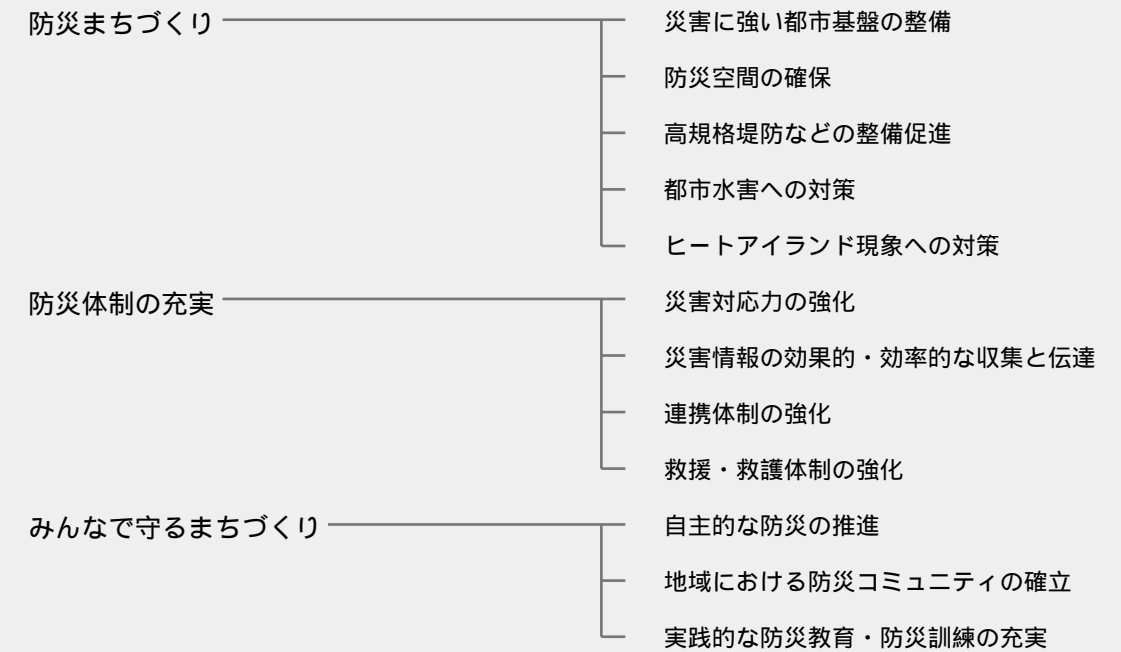 防災まちづくり
災害に強い都市基盤の整備
防災空間の確保
高規格堤防などの整備促進
都市水害への対策
ヒートアイランド現象への対策
防災体制の充実
災害対応力の強化
災害情報の効果的・効率的な収集と伝達
連携体制の強化
救援・救護体制の強化
みんなで守るまちづくり
自主的な防災の推進
地域における防災コミュニティの確立
実践的な防災教育・防災訓練の充実